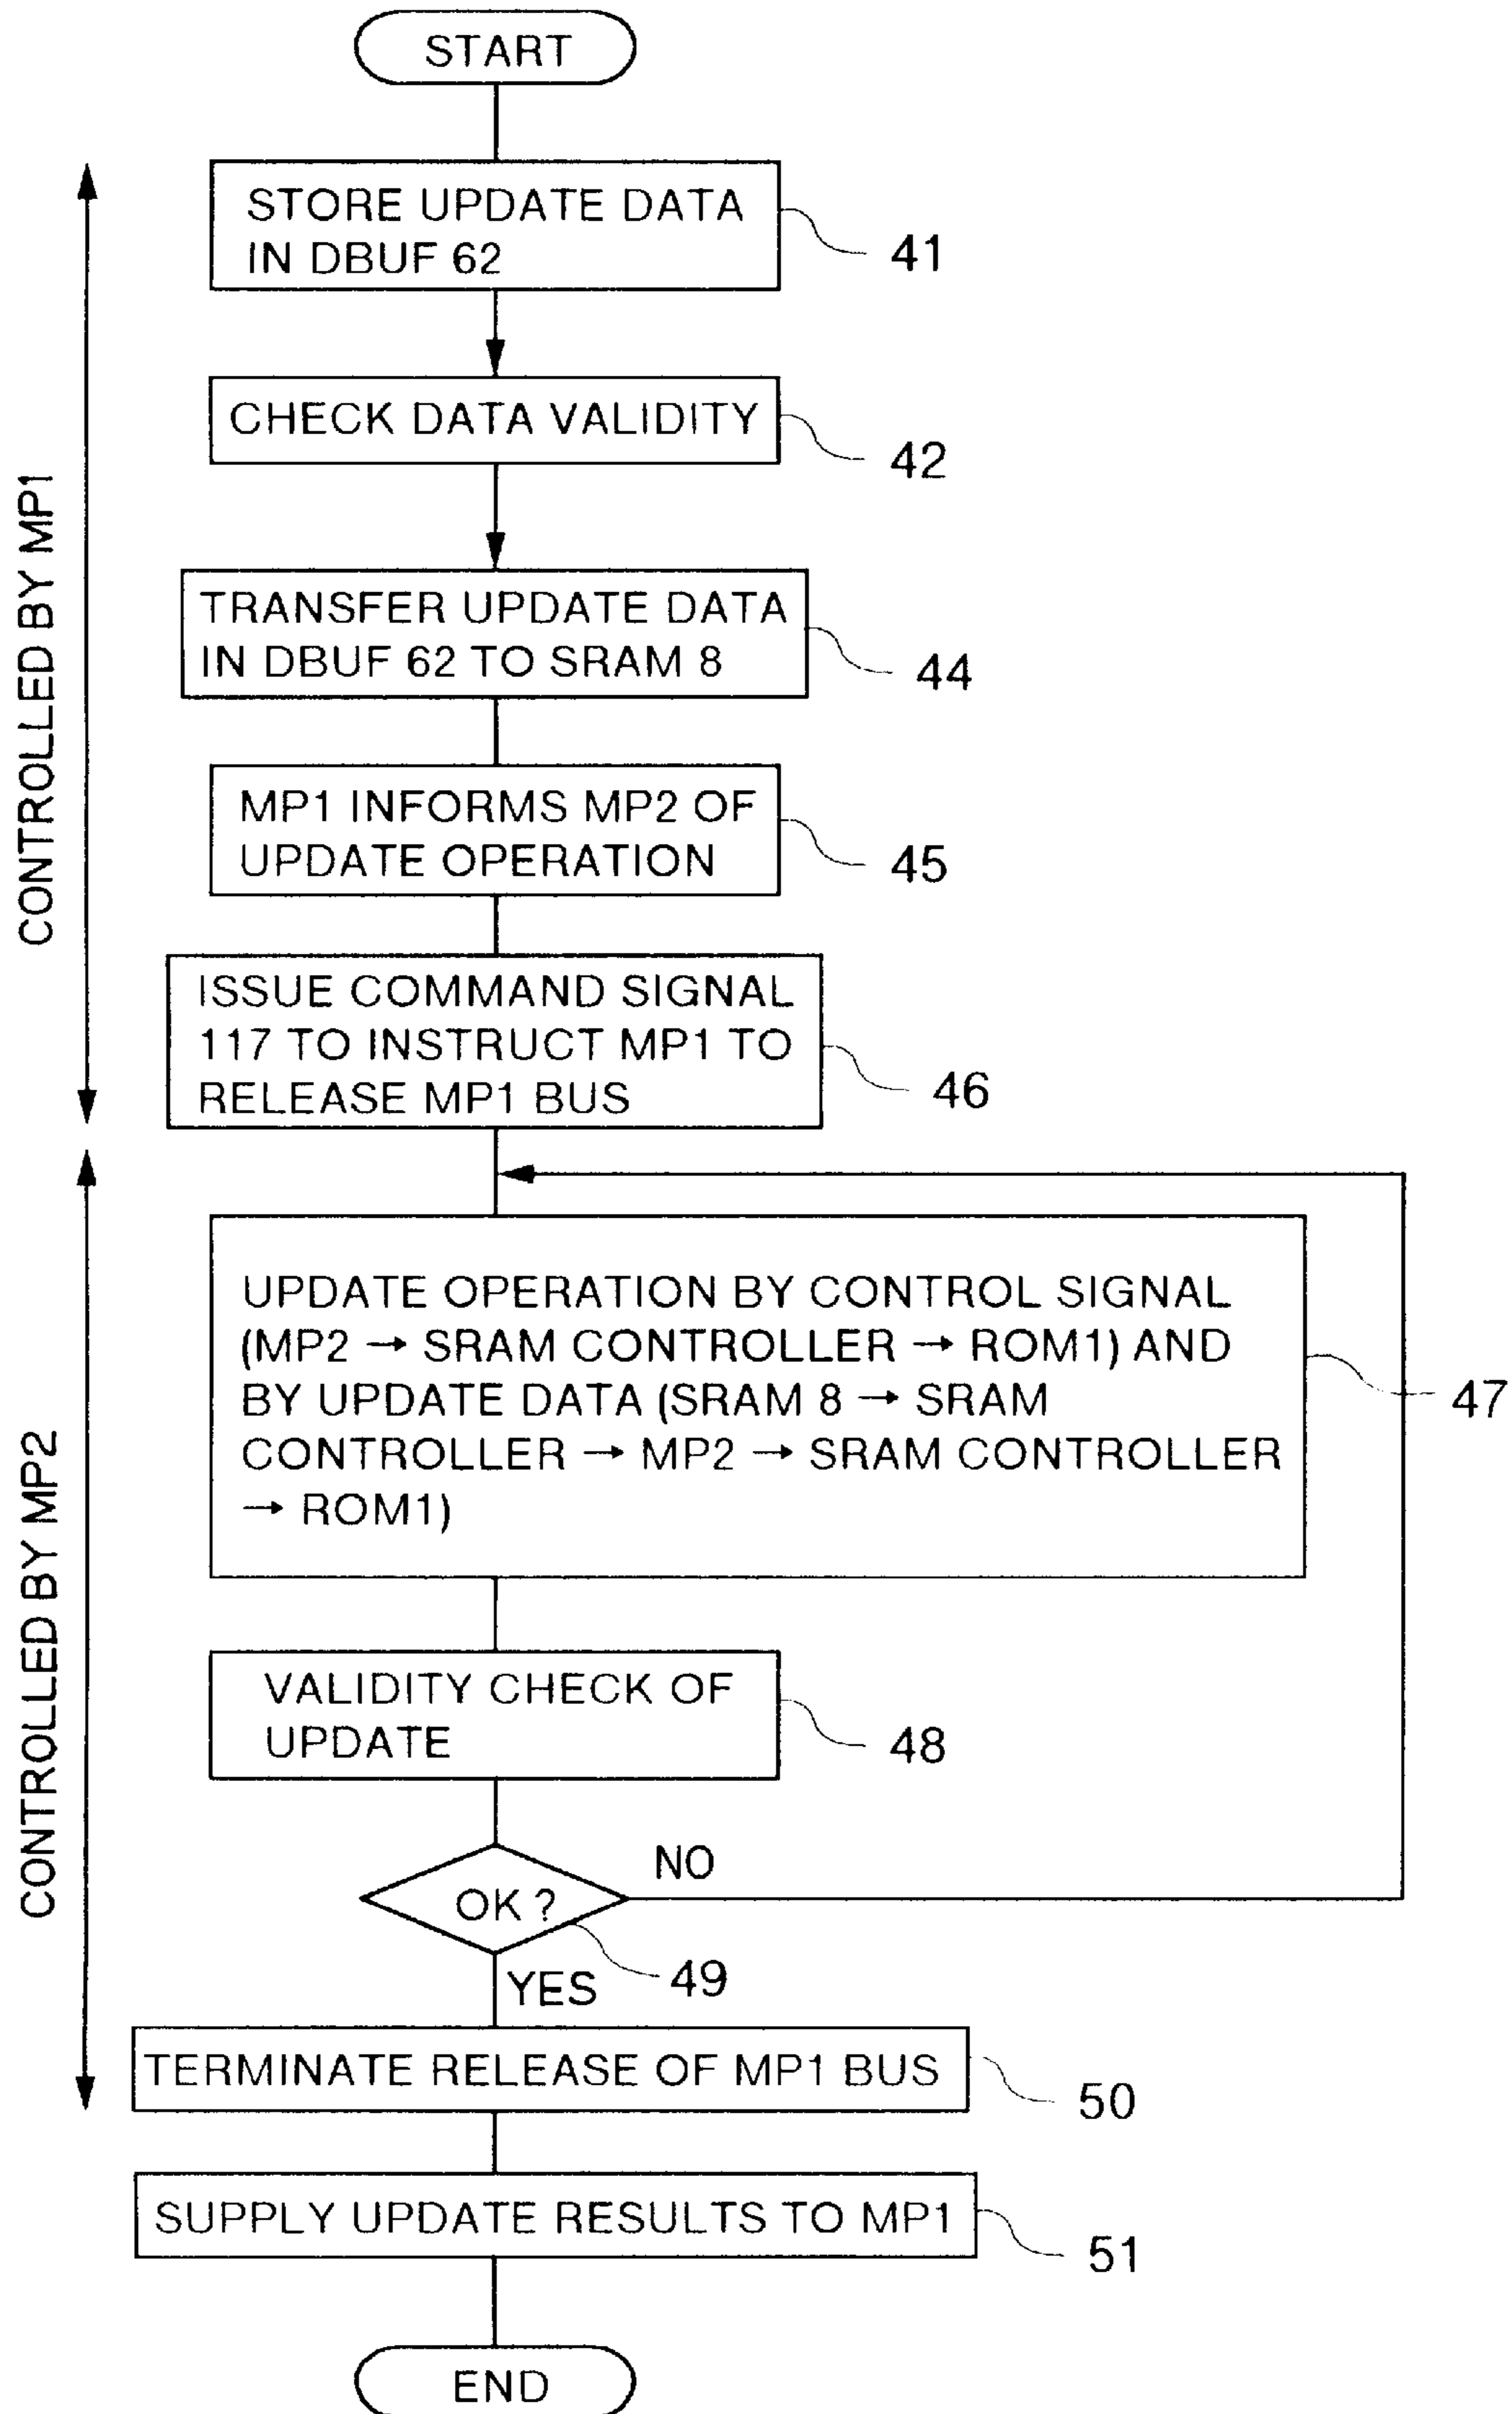 START
STORE UPDATE DATA
IN DBUF 62
41
CHECK DATA VALIDITY
42
TRANSFER UPDATE DATA
IN DBUF 62 TO SRAM 8
44
MP1 INFORMS MP2 OF
UPDATE OPERATION
45
ISSUE COMMAND SIGNAL
117 TO INSTRUCT MP1 TO
RELEASE MP1 BUS
46
CONTROLLED BY MP1
UPDATE OPERATION BY CONTROL SIGNAL
(MP2 → SRAM CONTROLLER → ROM1) AND
BY UPDATE DATA (SRAM 8 → SRAM
CONTROLLER → MP2 → SRAM CONTROLLER
→ ROM1)
47
VALIDITY CHECK OF
UPDATE
48
OK ?
NO
49
YES
TERMINATE RELEASE OF MP1 BUS
50
CONTROLLED BY MP2
SUPPLY UPDATE RESULTS TO MP1
51
END